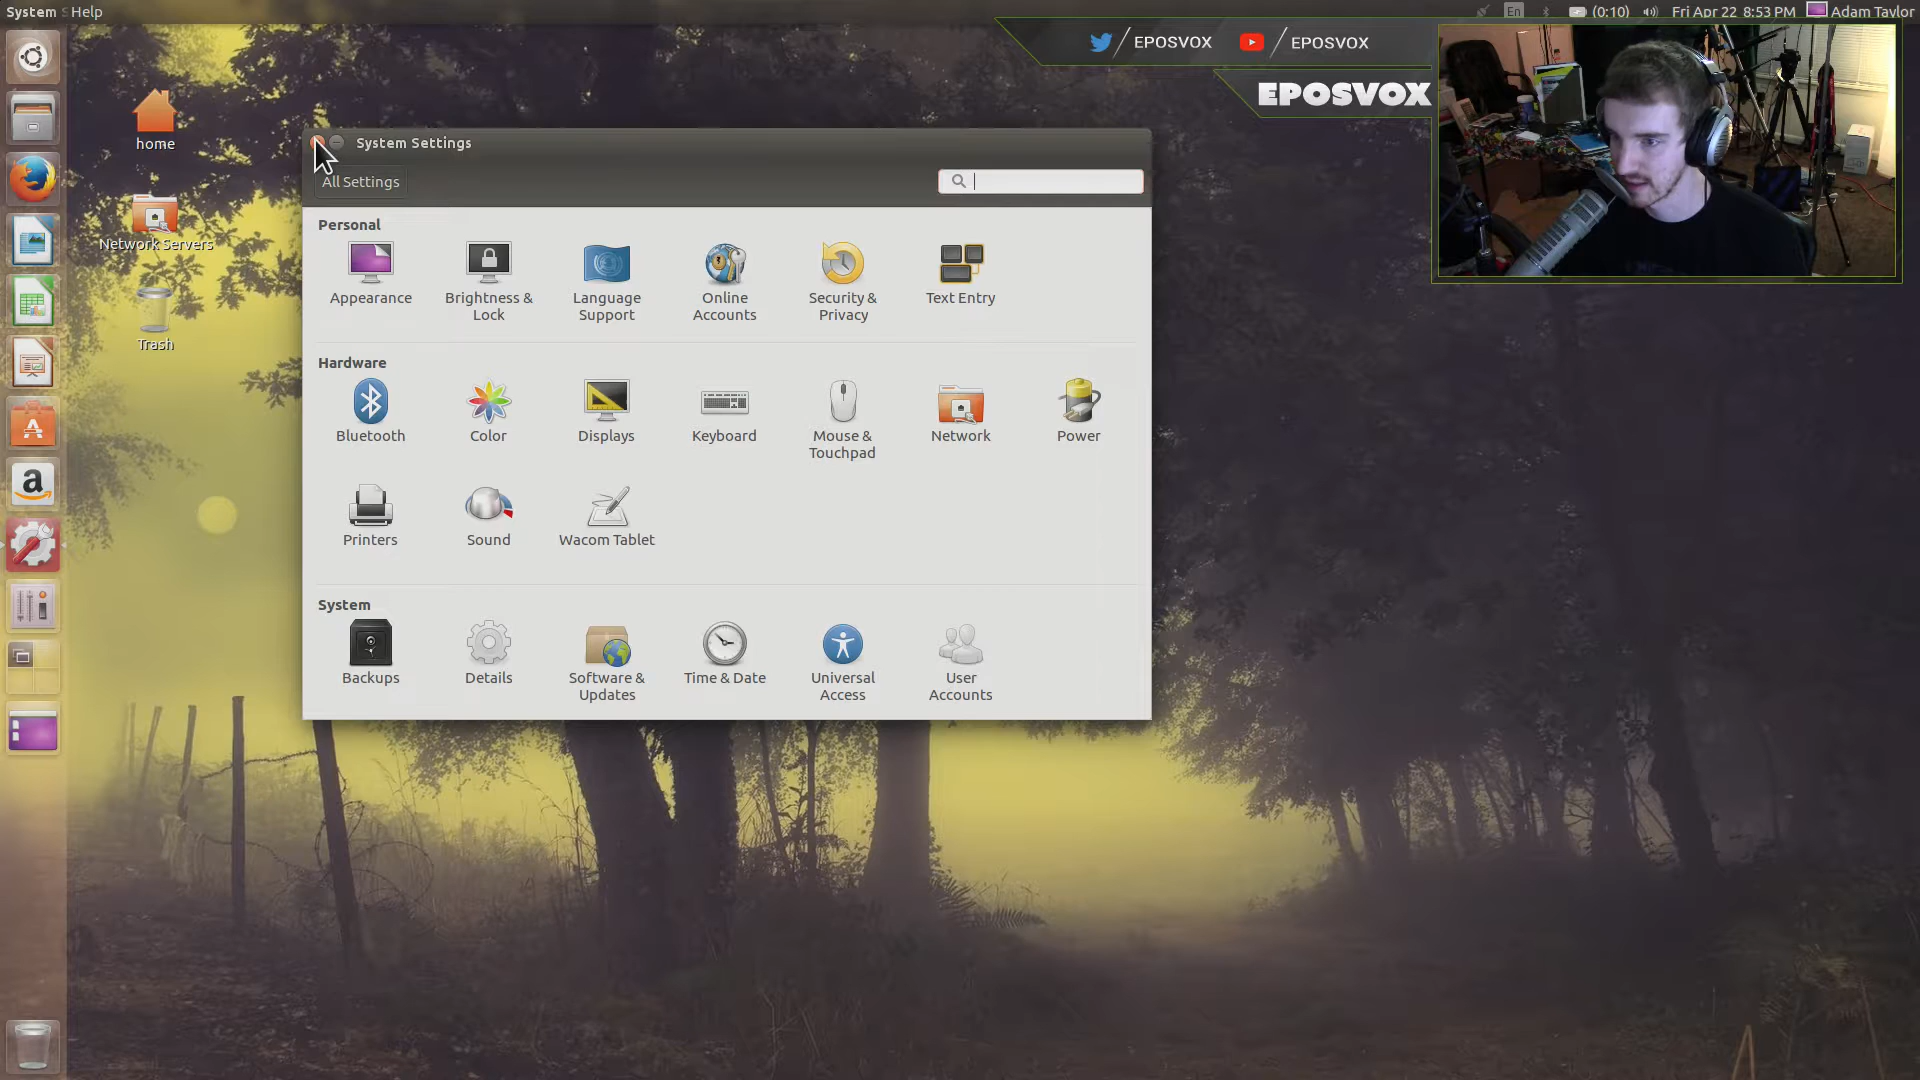 System S Help
En (0:10) Fri Apr 22 8:53 PM Adam Taylor
EPOSVOX EPOSVOX
EPOSVOX
home
Network Servers
Trash
System Settings
All Settings
Personal
Appearance
Brightness &
Lock
Language
Support
Online
Accounts
Security &
Privacy
Text Entry
Hardware
Bluetooth
Color
Displays
Keyboard
Mouse &
Touchpad
Network
Power
Printers
Sound
Wacom Tablet
System
Backups
Details
Software &
Updates
Time & Date
Universal
Access
User
Accounts